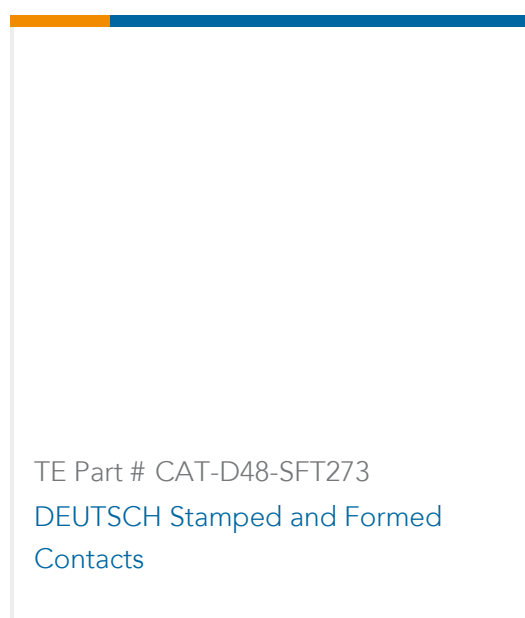 TE Part # CAT-D48-SFT273
DEUTSCH Stamped and Formed
Contacts